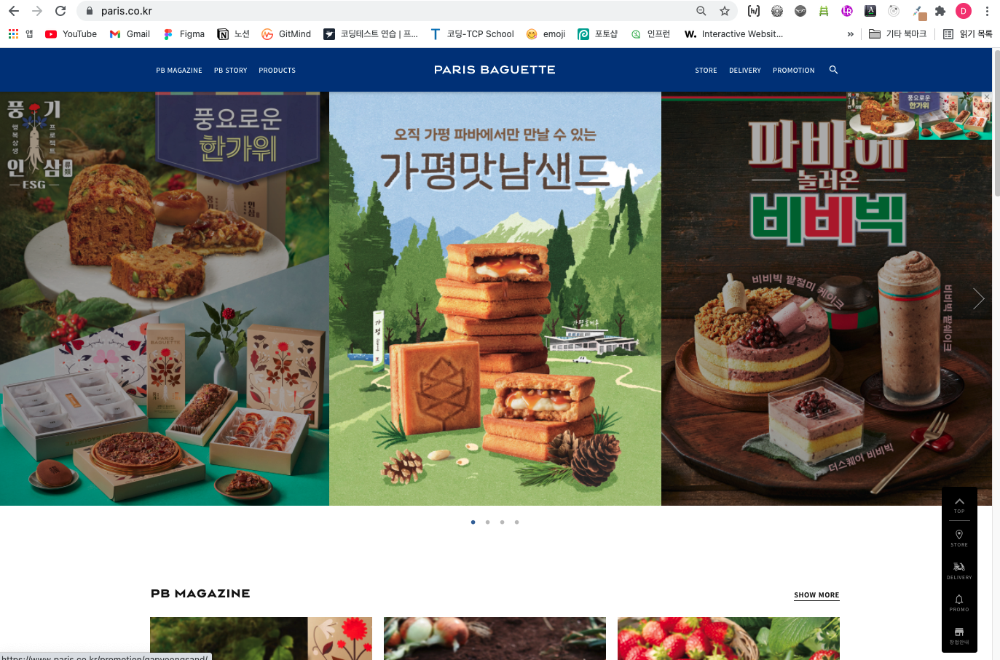 paris.co.kr
D
앱
YouTube
Gmail
Figma
노션
GitMind
코딩테스트 연습 | 프...
코딩-TCP School
emoji
포토샵
인프런
W.
Interactive Websit...
»
기타 북마크
읽기 목록
PB MAGAZINE
PB STORY
PRODUCTS
PARIS BAGUETTE
STORE
DELIVERY
PROMOTION
풍기
인삼
행복상생
프로젝트
ESG
풍요로운
한가위
PARIS
BAGUETTE
오직 가평 파바에서만 만날 수 있는
가평맛남샌드
가평
풍요로운
한가위
파바에
놀러온
비비빅
비비빅 팥절미 케이크
비비빅 팥쉐이크
더스퀘어 비비빅
TOP
STORE
DELIVERY
PROMO
창업안내
PB MAGAZINE
SHOW MORE
https://www.paris.co.kr/promotion/gapyeongsand/